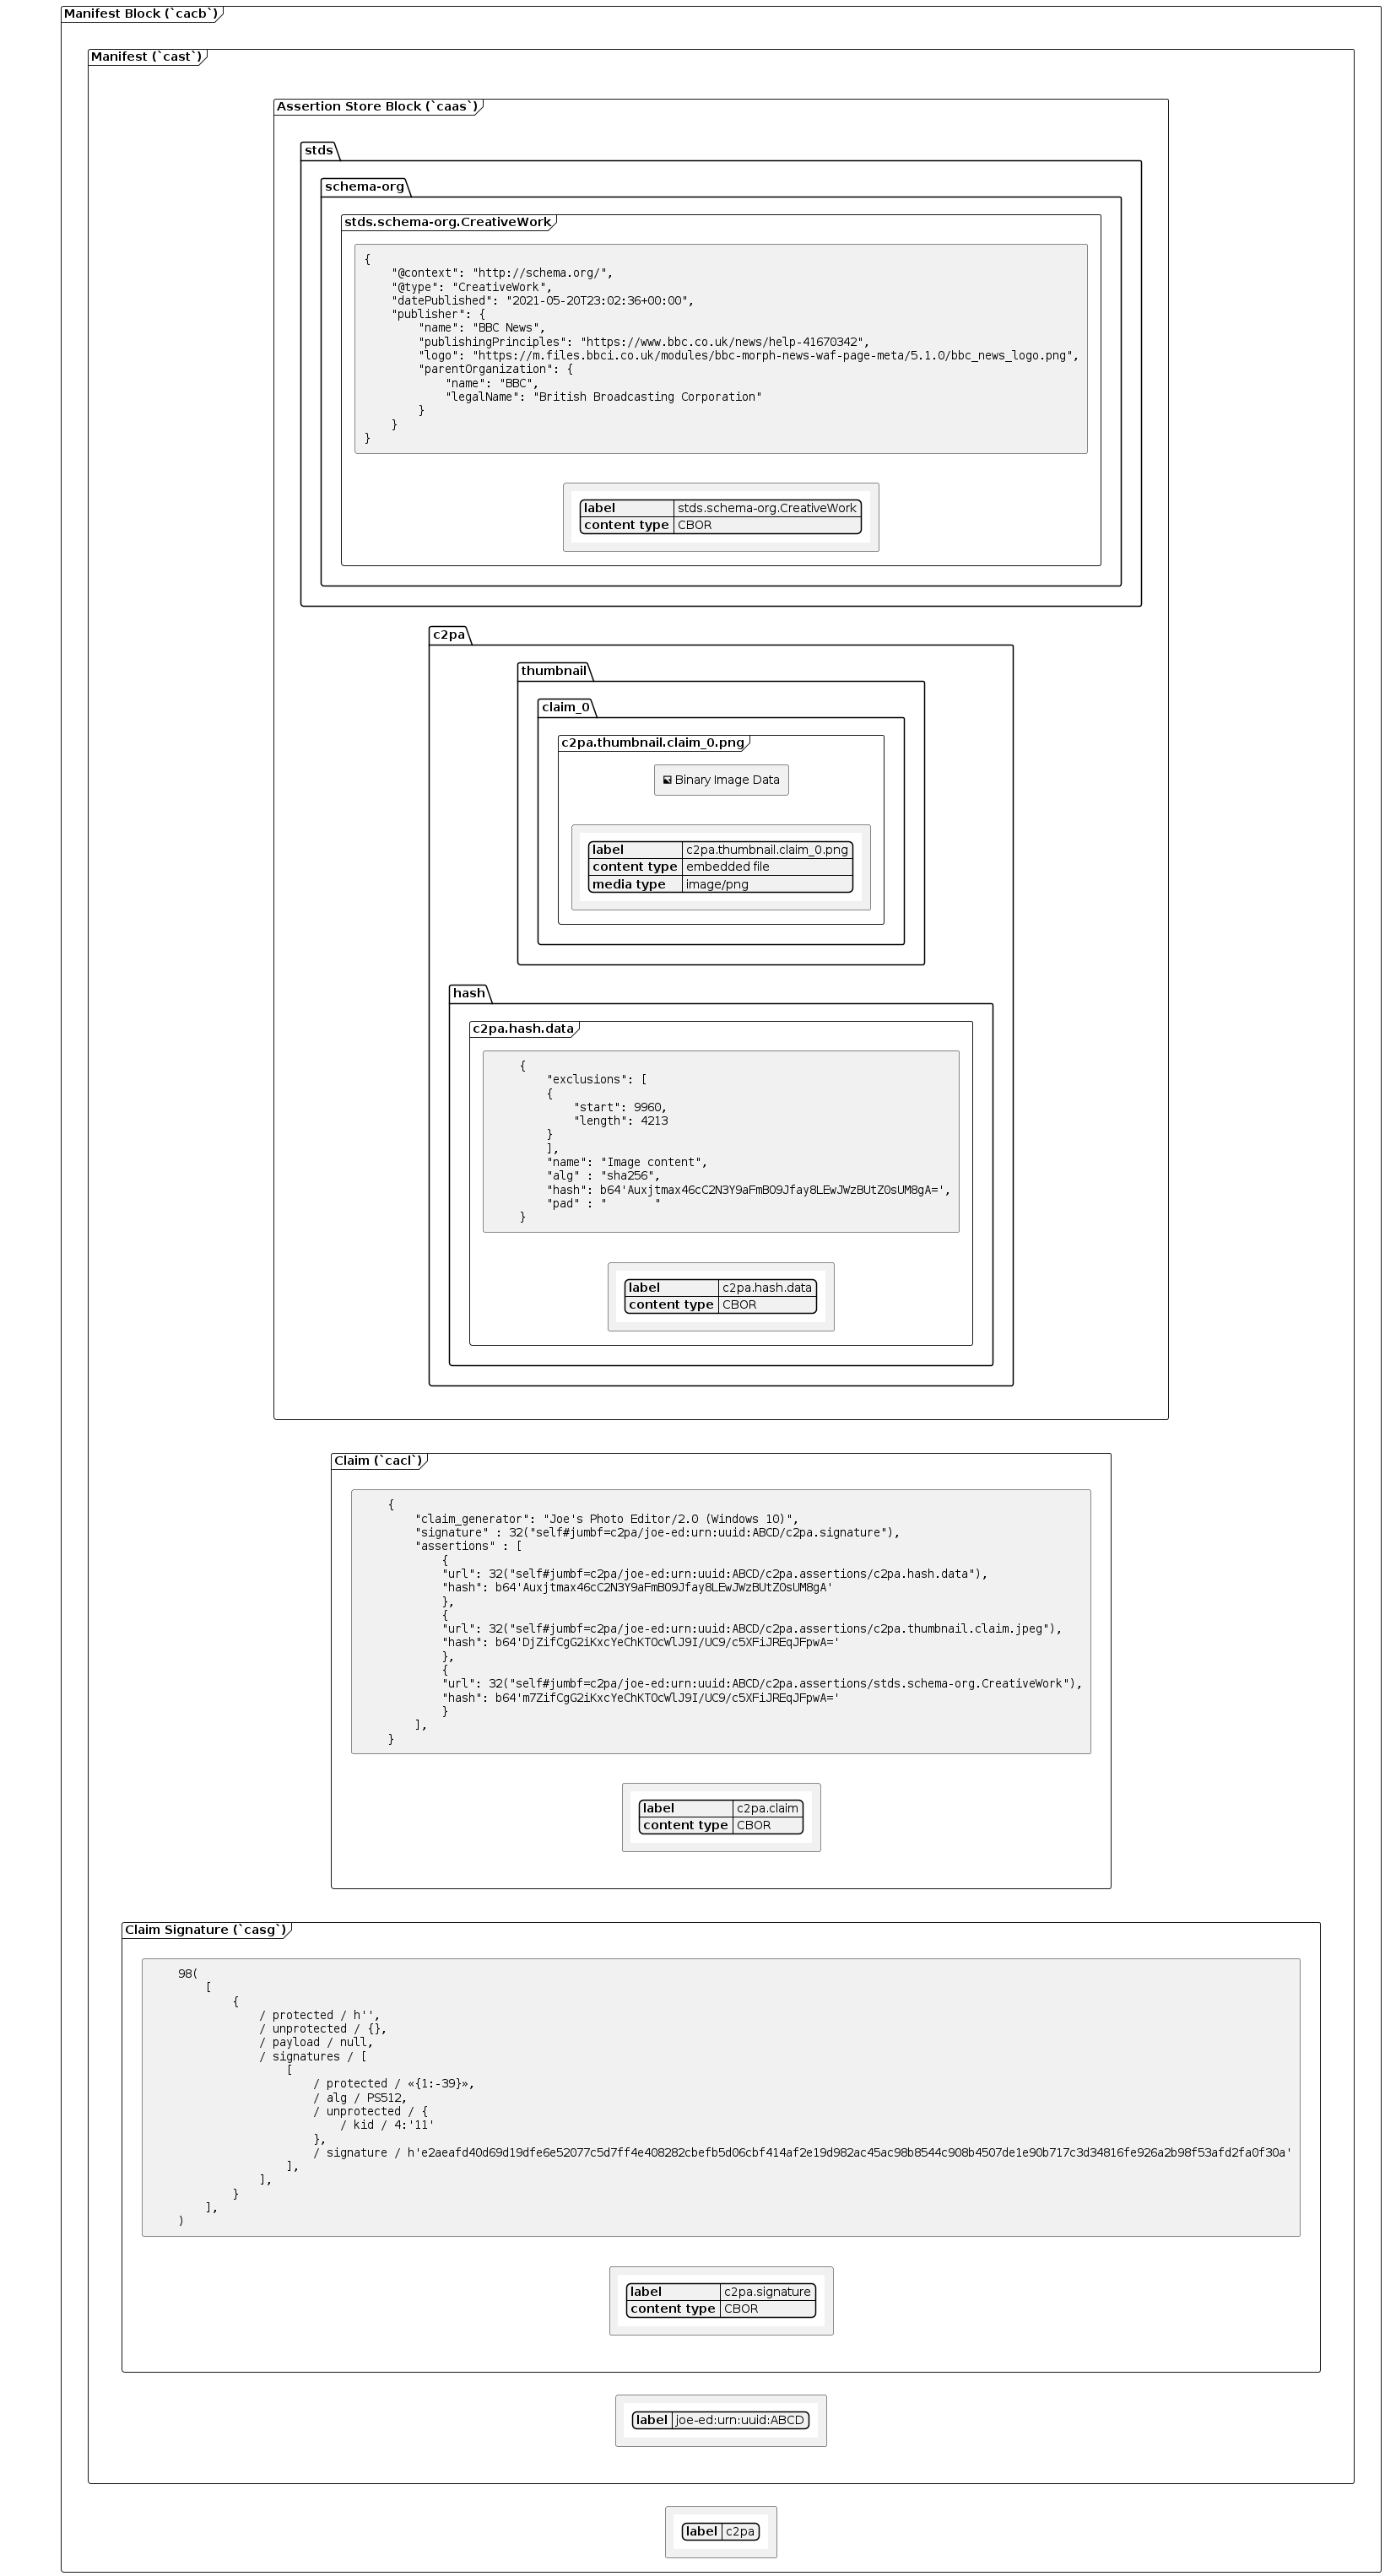 Manifest Block (`cacb`)
Manifest (`cast`)
Assertion Store Block (`caas`)
stds
schema-org
stds.schema-org.CreativeWork
{
    "@context": "http://schema.org/",
    "@type": "CreativeWork",
    "datePublished": "2021-05-20T23:02:36+00:00",
    "publisher": {
        "name": "BBC News",
        "publishingPrinciples": "https://www.bbc.co.uk/news/help-41670342",
        "logo": "https://m.files.bbci.co.uk/modules/bbc-morph-news-waf-page-meta/5.1.0/bbc_news_logo.png",
        "parentOrganization": {
            "name": "BBC",
            "legalName": "British Broadcasting Corporation"
        }
    }
}
label stds.schema-org.CreativeWork
content type CBOR
c2pa
thumbnail
claim_0
c2pa.thumbnail.claim_0.png
Binary Image Data
label c2pa.thumbnail.claim_0.png
content type embedded file
media type image/png
hash
c2pa.hash.data
{
    "exclusions": [
    {
        "start": 9960,
        "length": 4213
    }
    ],
    "name": "Image content",
    "alg" : "sha256",
    "hash": b64'Auxjtmax46cC2N3Y9aFmBO9Jfay8LEwJWzBUtZ0sUM8gA=',
    "pad" : "       "
}
label c2pa.hash.data
content type CBOR
Claim (`cacl`)
{
    "claim_generator": "Joe's Photo Editor/2.0 (Windows 10)",
    "signature" : 32("self#jumbf=c2pa/joe-ed:urn:uuid:ABCD/c2pa.signature"),
    "assertions" : [
        {
        "url": 32("self#jumbf=c2pa/joe-ed:urn:uuid:ABCD/c2pa.assertions/c2pa.hash.data"),
        "hash": b64'Auxjtmax46cC2N3Y9aFmBO9Jfay8LEwJWzBUtZ0sUM8gA'
        },
        {
        "url": 32("self#jumbf=c2pa/joe-ed:urn:uuid:ABCD/c2pa.assertions/c2pa.thumbnail.claim.jpeg"),
        "hash": b64'DjZifCgG2iKxcYeChKTOcWlJ9I/UC9/c5XFiJREqJFpwA='
        },
        {
        "url": 32("self#jumbf=c2pa/joe-ed:urn:uuid:ABCD/c2pa.assertions/stds.schema-org.CreativeWork"),
        "hash": b64'm7ZifCgG2iKxcYeChKTOcWlJ9I/UC9/c5XFiJREqJFpwA='
        }
    ],
}
label c2pa.claim
content type CBOR
Claim Signature (`casg`)
98(
    [
        {
            / protected / h'',
            / unprotected / {},
            / payload / null,
            / signatures / [
                [
                    / protected / «{1:-39}»,
                    / alg / PS512,
                    / unprotected / {
                        / kid / 4:'11'
                    },
                    / signature / h'e2aeafd40d69d19dfe6e52077c5d7ff4e408282cbefb5d06cbf414af2e19d982ac45ac98b8544c908b4507de1e90b717c3d34816fe926a2b98f53afd2fa0f30a'
                ],
            ],
        }
    ],
)
label c2pa.signature
content type CBOR
label joe-ed:urn:uuid:ABCD
label c2pa